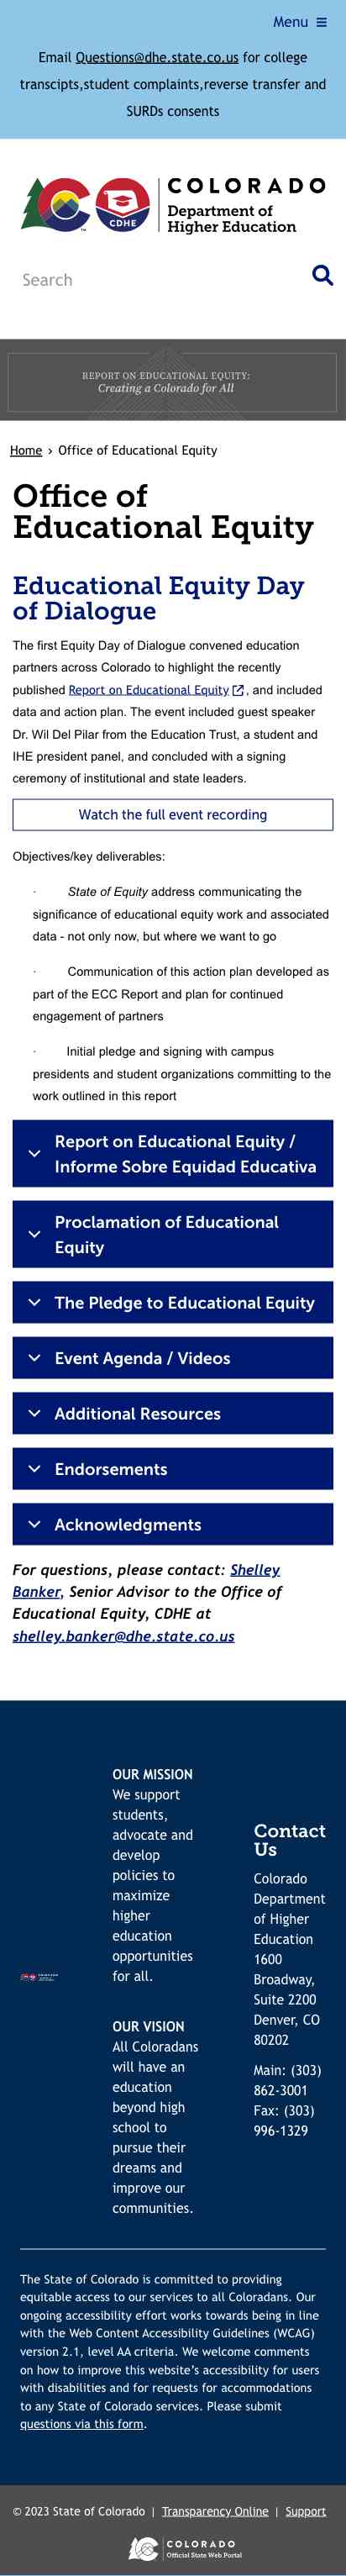 Menu
Email Questions@dhe.state.co.us for college
transcipts,student complaints,reverse transfer and
SURDs consents
CDHE
COLORADO
Department of
Higher Education
Search
REPORT ON EDUCATIONAL EQUITY:
Creating a Colorado for All
Home › Office of Educational Equity
Office of
Educational Equity
Educational Equity Day
of Dialogue
The first Equity Day of Dialogue convened education
partners across Colorado to highlight the recently
published Report on Educational Equity , and included
data and action plan. The event included guest speaker
Dr. Wil Del Pilar from the Education Trust, a student and
IHE president panel, and concluded with a signing
ceremony of institutional and state leaders.
Watch the full event recording
Objectives/key deliverables:
· State of Equity address communicating the
significance of educational equity work and associated
data - not only now, but where we want to go
· Communication of this action plan developed as
part of the ECC Report and plan for continued
engagement of partners
· Initial pledge and signing with campus
presidents and student organizations committing to the
work outlined in this report
Report on Educational Equity /
Informe Sobre Equidad Educativa
Proclamation of Educational
Equity
The Pledge to Educational Equity
Event Agenda / Videos
Additional Resources
Endorsements
Acknowledgments
For questions, please contact: Shelley
Banker, Senior Advisor to the Office of
Educational Equity, CDHE at
shelley.banker@dhe.state.co.us
OUR MISSION
We support
students,
advocate and
develop
policies to
maximize
higher
education
opportunities
for all.
OUR VISION
All Coloradans
will have an
education
beyond high
school to
pursue their
dreams and
improve our
communities.
Contact
Us
Colorado
Department
of Higher
Education
1600
Broadway,
Suite 2200
Denver, CO
80202
Main: (303)
862-3001
Fax: (303)
996-1329
The State of Colorado is committed to providing
equitable access to our services to all Coloradans. Our
ongoing accessibility effort works towards being in line
with the Web Content Accessibility Guidelines (WCAG)
version 2.1, level AA criteria. We welcome comments
on how to improve this website's accessibility for users
with disabilities and for requests for accommodations
to any State of Colorado services. Please submit
questions via this form.
© 2023 State of Colorado | Transparency Online | Support
COLORADO
Official State Web Portal